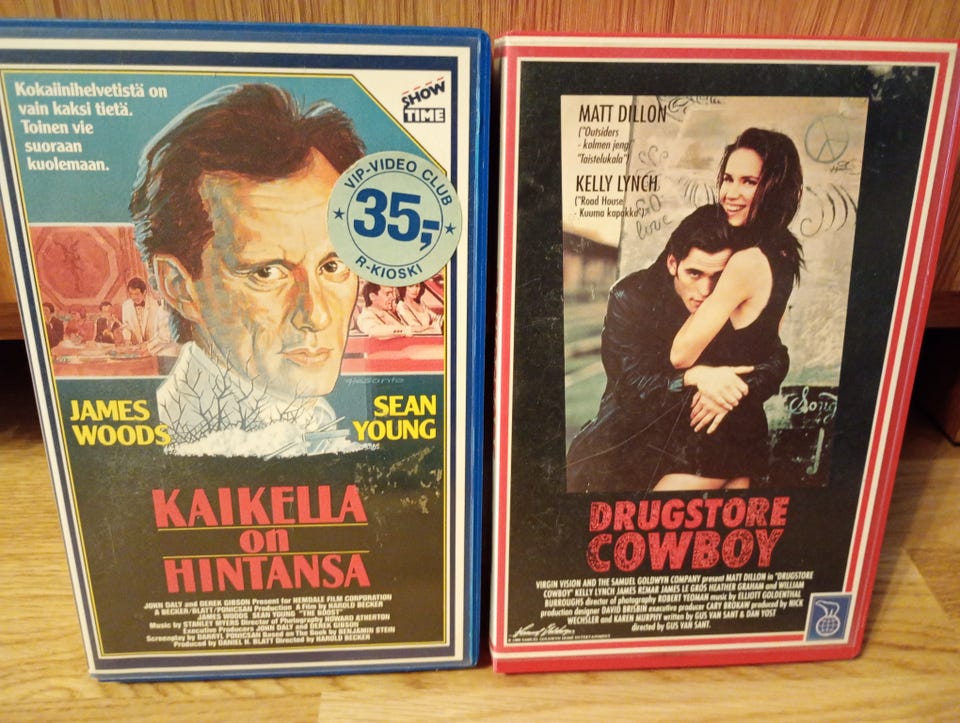 Kokaiinihelvetistä on
vain kaksi tietä.
Toinen vie
suoraan
kuolemaan.
SHOW
TIME
VIP-VIDEO CLUB
35,-
R-KIOSKI
JAMES
WOODS
SEAN
YOUNG
KAIKELLA
on
HINTANSA
JOHN DALY and DEREK GIBSON Present for HEMDALE FILM CORPORATION
A BECKER/BLATT/PONICSAN Production A Film by HAROLD BECKER
JAMES WOODS SEAN YOUNG "THE BOOST"
Music by STANLEY MYERS Director of Photography HOWARD ATHERTON
Executive Producers JOHN DALY and DEREK GIBSON
Screenplay by DARRYL PONICSAN Based On The Book by BENJAMIN STEIN
Produced by DANIEL H. BLATT Directed by HAROLD BECKER
MATT DILLON
("Outsiders
- kolmen jengi"
"Taistelukala")
KELLY LYNCH
("Road House
- Kuuma kapakka")
love
Song
DRUGSTORE
COWBOY
VIRGIN VISION AND THE SAMUEL GOLDWYN COMPANY present MATT DILLON in "DRUGSTORE
COWBOY" KELLY LYNCH JAMES REMAR JAMES LE GROS HEATHER GRAHAM and WILLIAM
BURROUGHS director of photography ROBERT YEOMAN music by ELLIOTT GOLDENTHAL
production designer DAVID BRISBIN executive producer CARY BROKAW produced by NICK
WECHSLER and KAREN MURPHY written by GUS VAN SANT & DAN YOST
directed by GUS VAN SANT.
SAMUEL GOLDWYN HOME ENTERTAINMENT